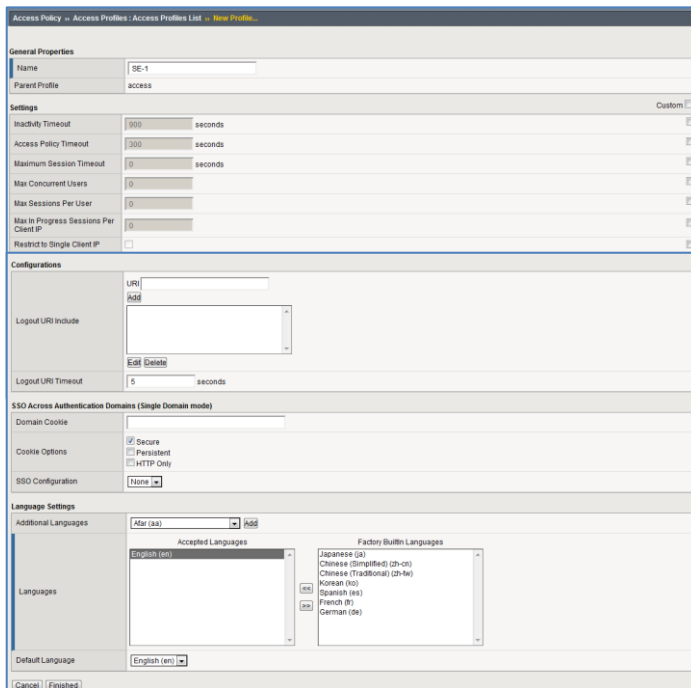 Access Policy » Access Profiles : Access Profiles List » New Profile...
General Properties
Name SE-1
Parent Profile access
Settings Custom
Inactivity Timeout 900 seconds
Access Policy Timeout 300 seconds
Maximum Session Timeout 0 seconds
Max Concurrent Users 0
Max Sessions Per User 0
Max In Progress Sessions Per
Client IP 0
Restrict to Single Client IP
Configurations
Logout URI Include
URI
Add
Edit Delete
Logout URI Timeout 5 seconds
SSO Across Authentication Domains (Single Domain mode)
Domain Cookie
Cookie Options
Secure
Persistent
HTTP Only
SSO Configuration None
Language Settings
Additional Languages Afar (aa) Add
Languages
Accepted Languages
English (en)
<<
>>
Factory BuiltIn Languages
Japanese (ja)
Chinese (Simplified) (zh-cn)
Chinese (Traditional) (zh-tw)
Korean (ko)
Spanish (es)
French (fr)
German (de)
Default Language English (en)
Cancel Finished